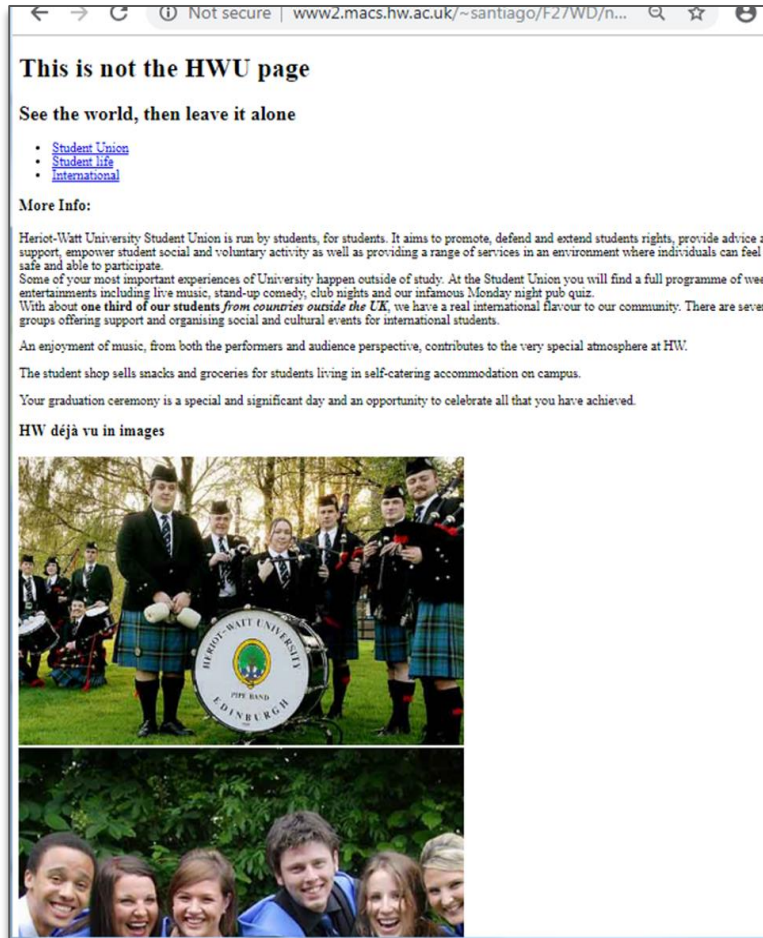 Not secure | www2.macs.hw.ac.uk/~santiago/F27WD/n...
This is not the HWU page
See the world, then leave it alone
Student Union
Student life
International
More Info:
Heriot-Watt University Student Union is run by students, for students. It aims to promote, defend and extend students rights, provide advice a
support, empower student social and voluntary activity as well as providing a range of services in an environment where individuals can feel
safe and able to participate.
Some of your most important experiences of University happen outside of study. At the Student Union you will find a full programme of wee
entertainments including live music, stand-up comedy, club nights and our infamous Monday night pub quiz.
With about one third of our students from countries outside the UK, we have a real international flavour to our community. There are seve
groups offering support and organising social and cultural events for international students.
An enjoyment of music, from both the performers and audience perspective, contributes to the very special atmosphere at HW.
The student shop sells snacks and groceries for students living in self-catering accommodation on campus.
Your graduation ceremony is a special and significant day and an opportunity to celebrate all that you have achieved.
HW déjà vu in images
HERIOT-WATT UNIVERSITY
PIPE BAND
EDINBURGH